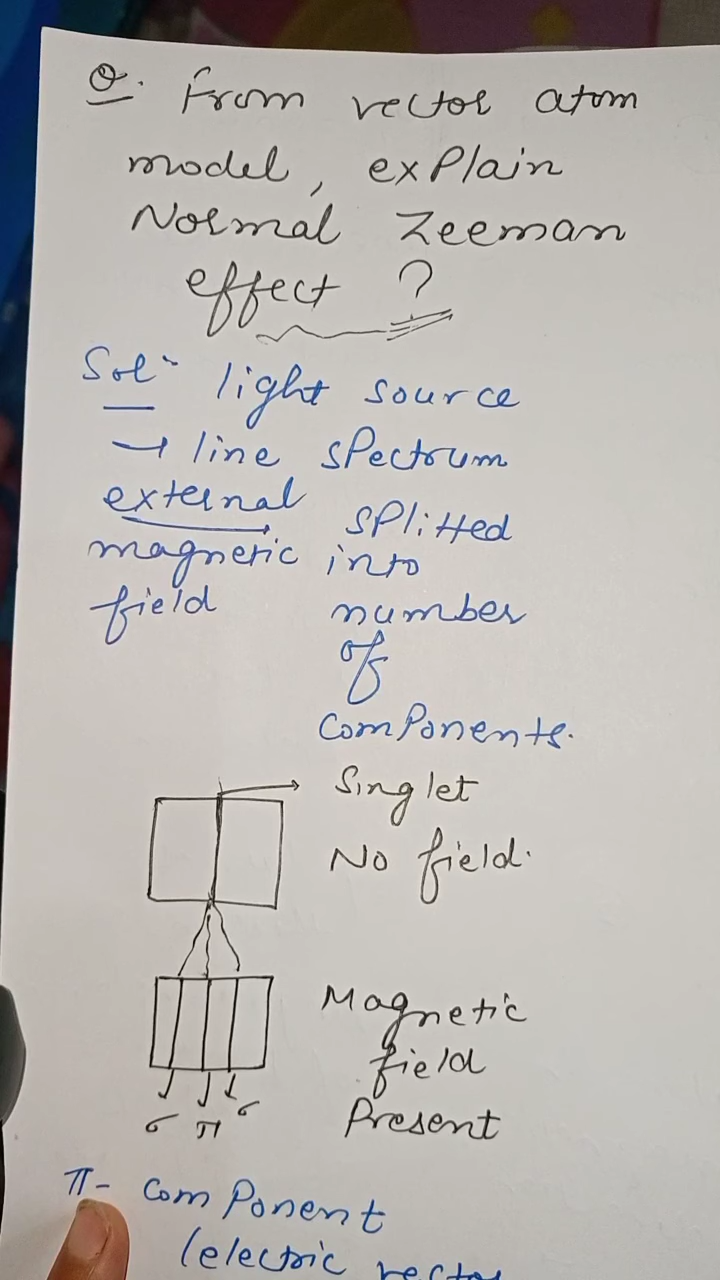 Q. From vector atom
model, explain
Normal Zeeman
effect ?
Sol- light source
→ line spectrum
external splitted
magnetic into
field number
of
components.
Singlet
No field.
Magnetic
field
Present
σ π σ
π- component
(electric vector